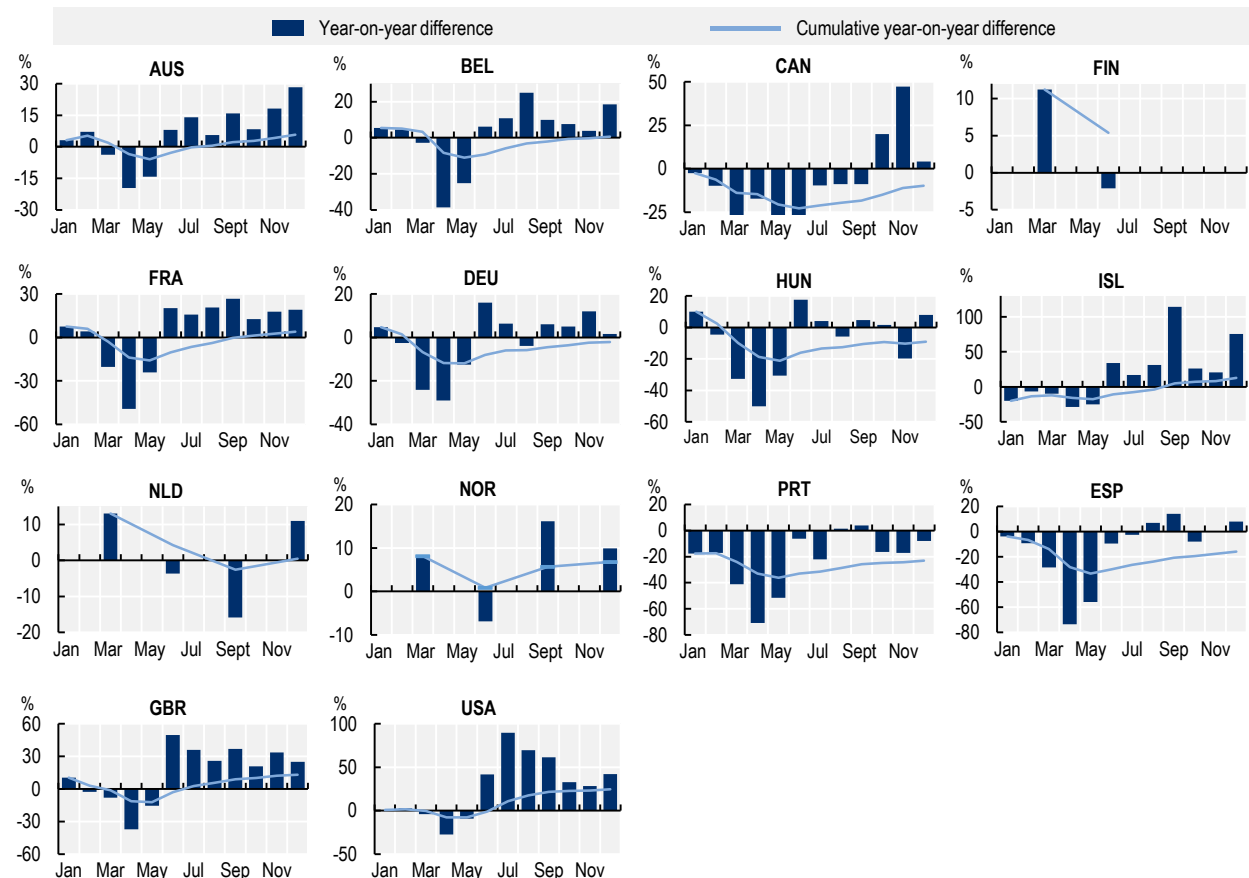 Year-on-year difference Cumulative year-on-year difference
% AUS
30
15
0
-15
-30
Jan Mar May Jul Sept Nov
% BEL
20
0
-20
-40
Jan Mar May Jul Sept Nov
% CAN
50
25
0
-25
Jan Mar May Jul Sept Nov
% FIN
10
5
0
-5
Jan Mar May Jul Sept Nov
% FRA
30
0
-30
-60
Jan Mar May Jul Sept Nov
% DEU
20
0
-20
-40
Jan Mar May Jul Sept Nov
% HUN
20
0
-20
-40
-60
Jan Mar May Jul Sept Nov
% ISL
100
50
0
-50
Jan Mar May Jul Sep Nov
% NLD
10
0
-10
-20
Jan Mar May Jul Sept Nov
% NOR
20
10
0
-10
Jan Mar May Jul Sept Nov
% PRT
20
0
-20
-40
-60
-80
Jan Mar May Jul Sept Nov
% ESP
20
0
-20
-40
-60
-80
Jan Mar May Jul Sep Nov
% GBR
60
30
0
-30
-60
Jan Mar May Jul Sept Nov
% USA
100
50
0
-50
Jan Mar May Jul Sept Nov